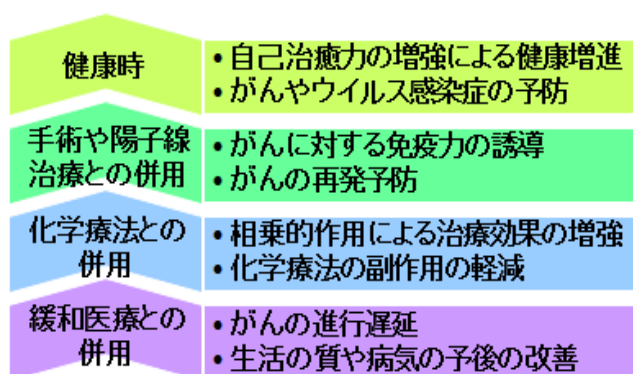 健康時
・自己治癒力の増強による健康増進
・がんやウイルス感染症の予防
手術や陽子線
治療との併用
・がんに対する免疫力の誘導
・がんの再発予防
化学療法との
併用
・相乗的作用による治療効果の増強
・化学療法の副作用の軽減
緩和医療との
併用
・がんの進行遅延
・生活の質や病気の予後の改善